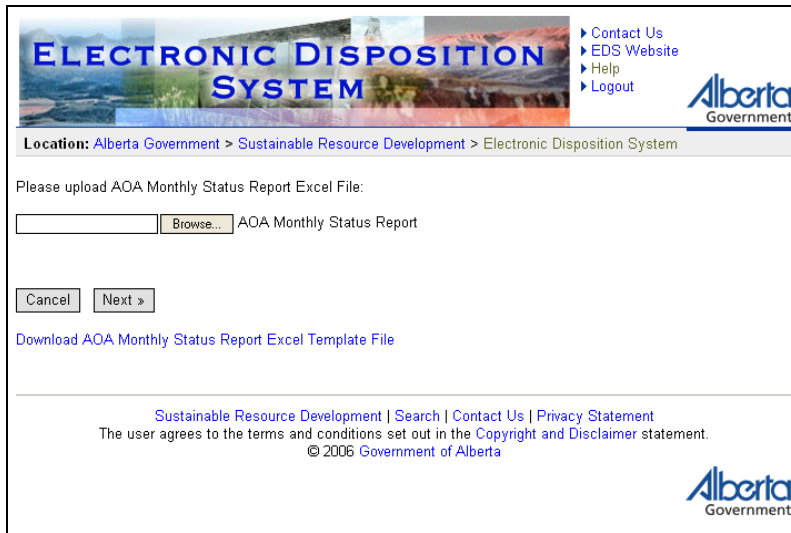 ELECTRONIC DISPOSITION
SYSTEM
Contact Us
EDS Website
Help
Logout
Alberta
Government
Location: Alberta Government > Sustainable Resource Development > Electronic Disposition System
Please upload AOA Monthly Status Report Excel File:
Browse... AOA Monthly Status Report
Cancel Next »
Download AOA Monthly Status Report Excel Template File
Sustainable Resource Development | Search | Contact Us | Privacy Statement
The user agrees to the terms and conditions set out in the Copyright and Disclaimer statement.
© 2006 Government of Alberta
Alberta
Government